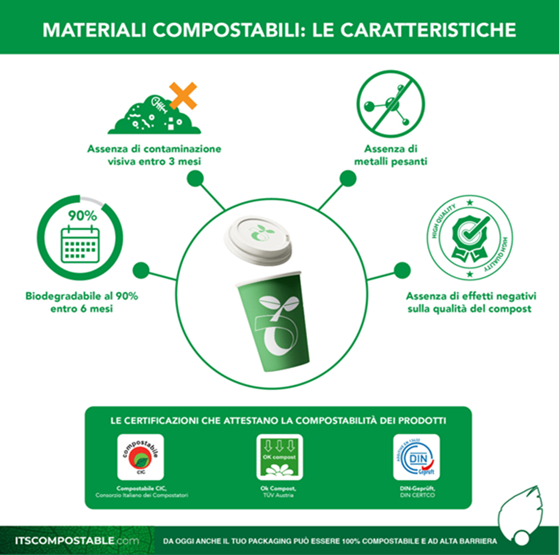 MATERIALI COMPOSTABILI: LE CARATTERISTICHE
Assenza di contaminazione
visiva entro 3 mesi
Assenza di
metalli pesanti
90%
Biodegradabile al 90%
entro 6 mesi
HIGH QUALITY
HIGH QUALITY
Assenza di effetti negativi
sulla qualità del compost
LE CERTIFICAZIONI CHE ATTESTANO LA COMPOSTABILITÀ DEI PRODOTTI
compostabile
CIC
Compostabile CIC,
Consorzio Italiano dei Compostatori
OK compost
Ok Compost,
TÜV Austria
DIN
Geprüft
DIN-Geprüft,
DIN CERTCO
ITSCOMPOSTABLE.com
DA OGGI ANCHE IL TUO PACKAGING PUÒ ESSERE 100% COMPOSTABILE E AD ALTA BARRIERA